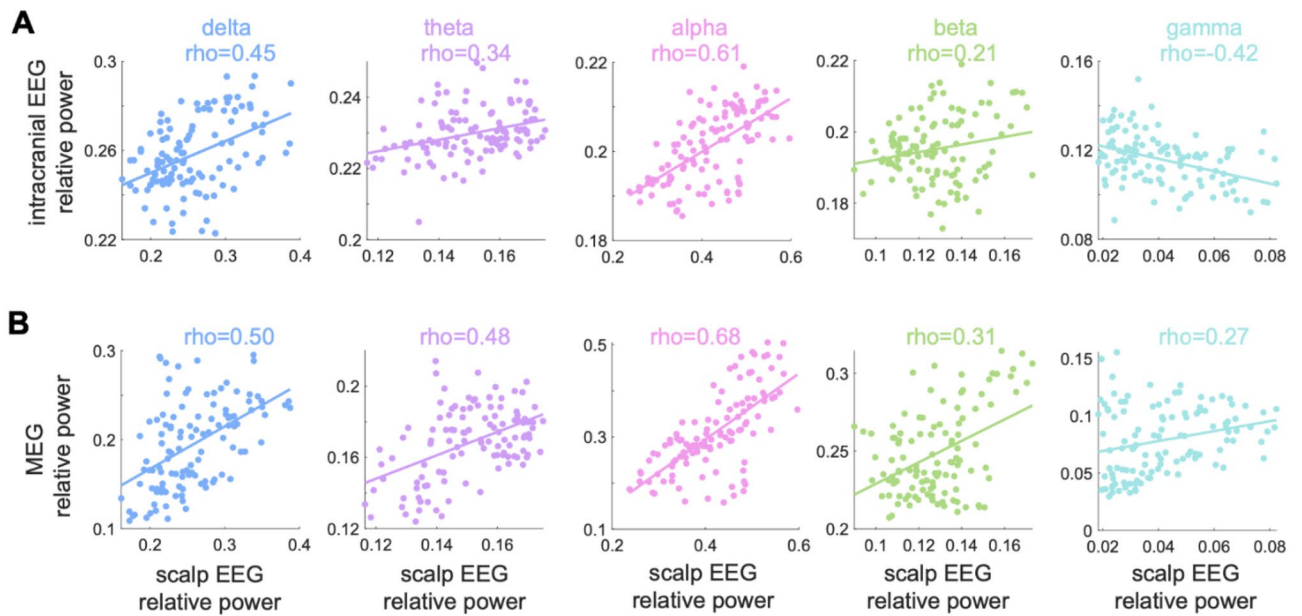 A
delta
rho=0.45
theta
rho=0.34
alpha
rho=0.61
beta
rho=0.21
gamma
rho=-0.42
intracranial EEG
relative power
0.3
0.26
0.22
0.2
0.3
0.4
0.24
0.22
0.2
0.12
0.14
0.16
0.22
0.2
0.18
0.2
0.4
0.6
0.2
0.18
0.1
0.12
0.14
0.16
0.16
0.12
0.08
0.02
0.04
0.06
0.08
B
rho=0.50
rho=0.48
rho=0.68
rho=0.31
rho=0.27
MEG
relative power
0.3
0.2
0.1
0.2
0.3
0.4
0.2
0.16
0.12
0.12
0.14
0.16
0.5
0.3
0.1
0.2
0.4
0.6
0.3
0.25
0.2
0.1
0.12
0.14
0.16
0.15
0.1
0.05
0
0.02
0.04
0.06
0.08
scalp EEG
relative power
scalp EEG
relative power
scalp EEG
relative power
scalp EEG
relative power
scalp EEG
relative power